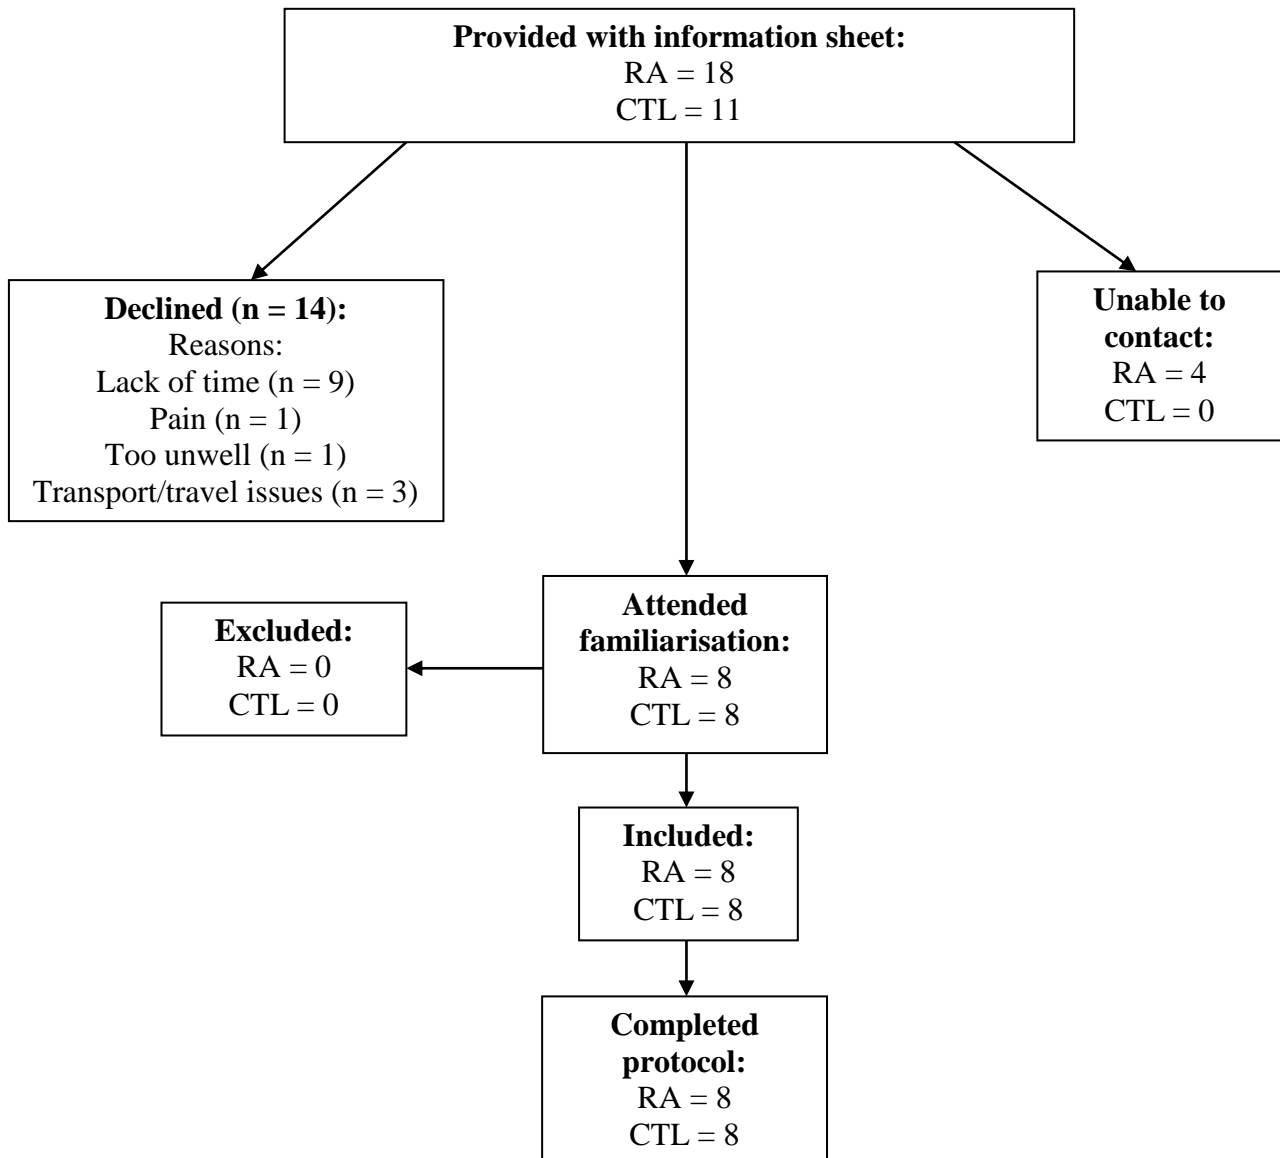 Provided with information sheet:
RA = 18
CTL = 11
Declined (n = 14):
Reasons:
Lack of time (n = 9)
Pain (n = 1)
Too unwell (n = 1)
Transport/travel issues (n = 3)
Unable to
contact:
RA = 4
CTL = 0
Attended
familiarisation:
RA = 8
CTL = 8
Excluded:
RA = 0
CTL = 0
Included:
RA = 8
CTL = 8
Completed
protocol:
RA = 8
CTL = 8